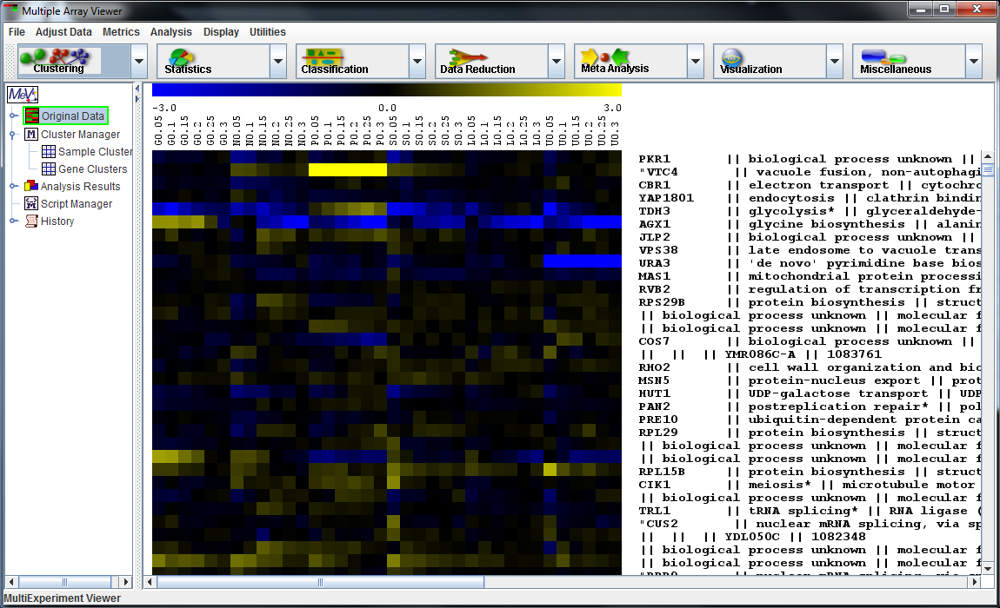 Multiple Array Viewer
File Adjust Data Metrics Analysis Display Utilities
Clustering Statistics Classification Data Reduction Meta Analysis Visualization Miscellaneous
MeV
Original Data
Cluster Manager
Sample Cluster
Gene Clusters
Analysis Results
Script Manager
History
-3.0 0.0 3.0
G0.05 G0.1 G0.15 G0.2 G0.25 G0.3 N0.05 N0.1 N0.15 N0.2 N0.25 N0.3 P0.05 P0.1 P0.15 P0.2 P0.25 P0.3 S0.05 S0.1 S0.15 S0.2 S0.25 S0.3 L0.05 L0.1 L0.15 L0.2 L0.25 L0.3 U0.05 U0.1 U0.15 U0.2 U0.25 U0.3
PKR1 || biological process unknown ||
"VTC4 || vacuole fusion, non-autophagi
CBR1 || electron transport || cytochro
YAP1801 || endocytosis || clathrin bindin
TDH3 || glycolysis* || glyceraldehyde-
AGX1 || glycine biosynthesis || alanin
JLP2 || biological process unknown ||
VPS38 || late endosome to vacuole trans
URA3 || 'de novo' pyrimidine base bios
MAS1 || mitochondrial protein processi
RVB2 || regulation of transcription fr
RPS29B || protein biosynthesis || struct
|| biological process unknown || molecular f
|| biological process unknown || molecular f
COS7 || biological process unknown ||
|| || || YMR086C-A || 1083761
RHO2 || cell wall organization and bio
MSN5 || protein-nucleus export || prot
HUT1 || UDP-galactose transport || UDP
PAN2 || postreplication repair* || pol
PRE10 || ubiquitin-dependent protein ca
RPL29 || protein biosynthesis || struct
|| biological process unknown || molecular f
|| biological process unknown || molecular f
RPL15B || protein biosynthesis || struct
CIK1 || meiosis* || microtubule motor
|| biological process unknown || molecular f
TRL1 || tRNA splicing* || RNA ligase (
"CUS2 || nuclear mRNA splicing, via sp
|| || || YDL050C || 1082348
|| biological process unknown || molecular f
|| biological process unknown || molecular f
MultiExperiment Viewer